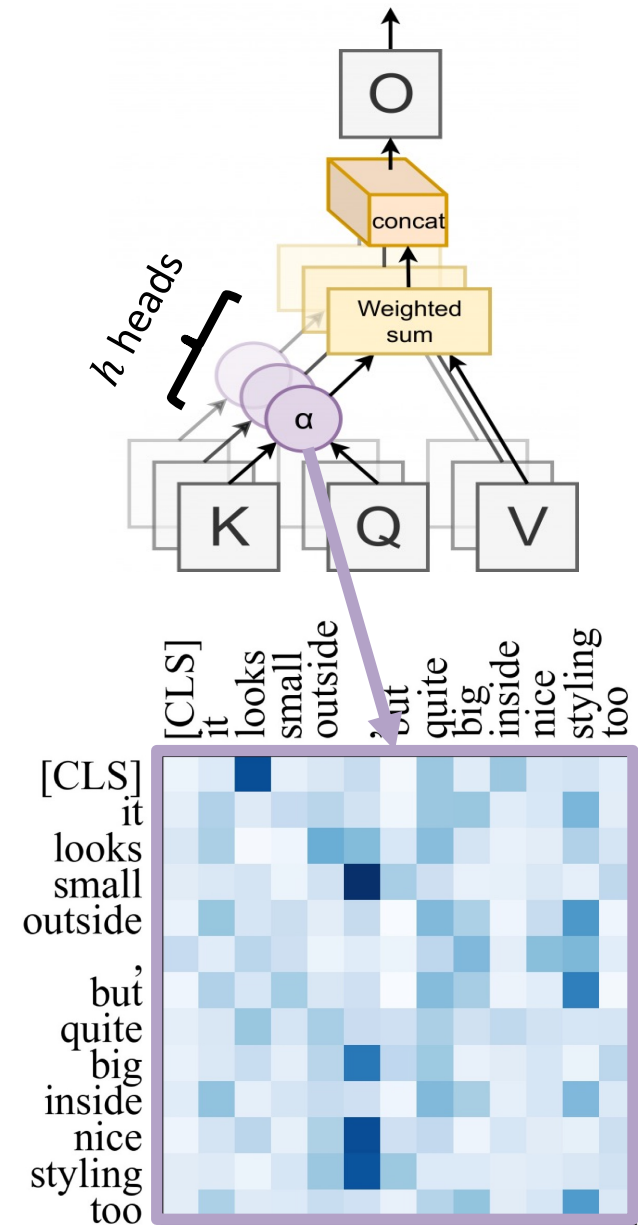 O
concat
Weighted
sum
h heads
α
K Q V
[CLS] it looks small outside , but quite big inside nice styling too
[CLS]
it
looks
small
outside
,
but
quite
big
inside
nice
styling
too